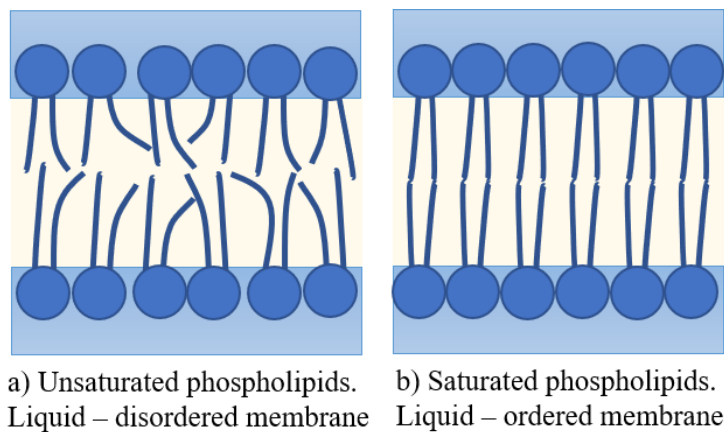 a) Unsaturated phospholipids.
Liquid – disordered membrane
b) Saturated phospholipids.
Liquid – ordered membrane